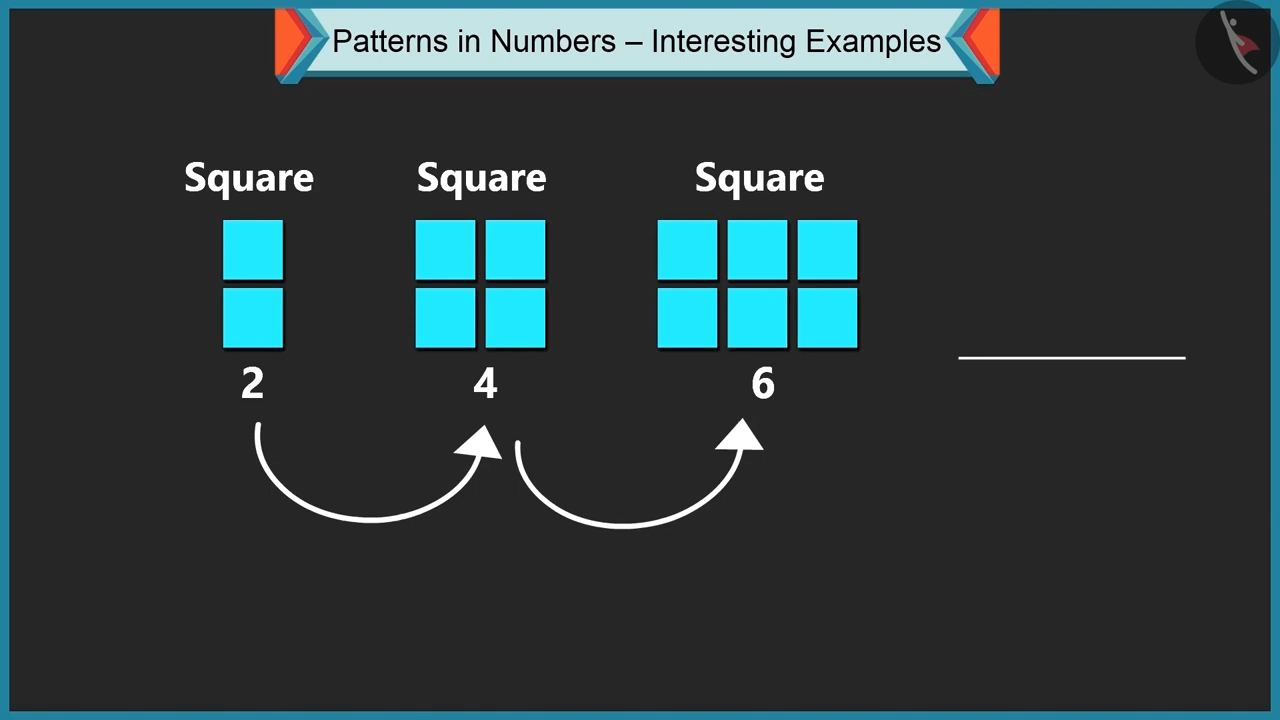 Patterns in Numbers – Interesting Examples
Square Square Square
2 4 6